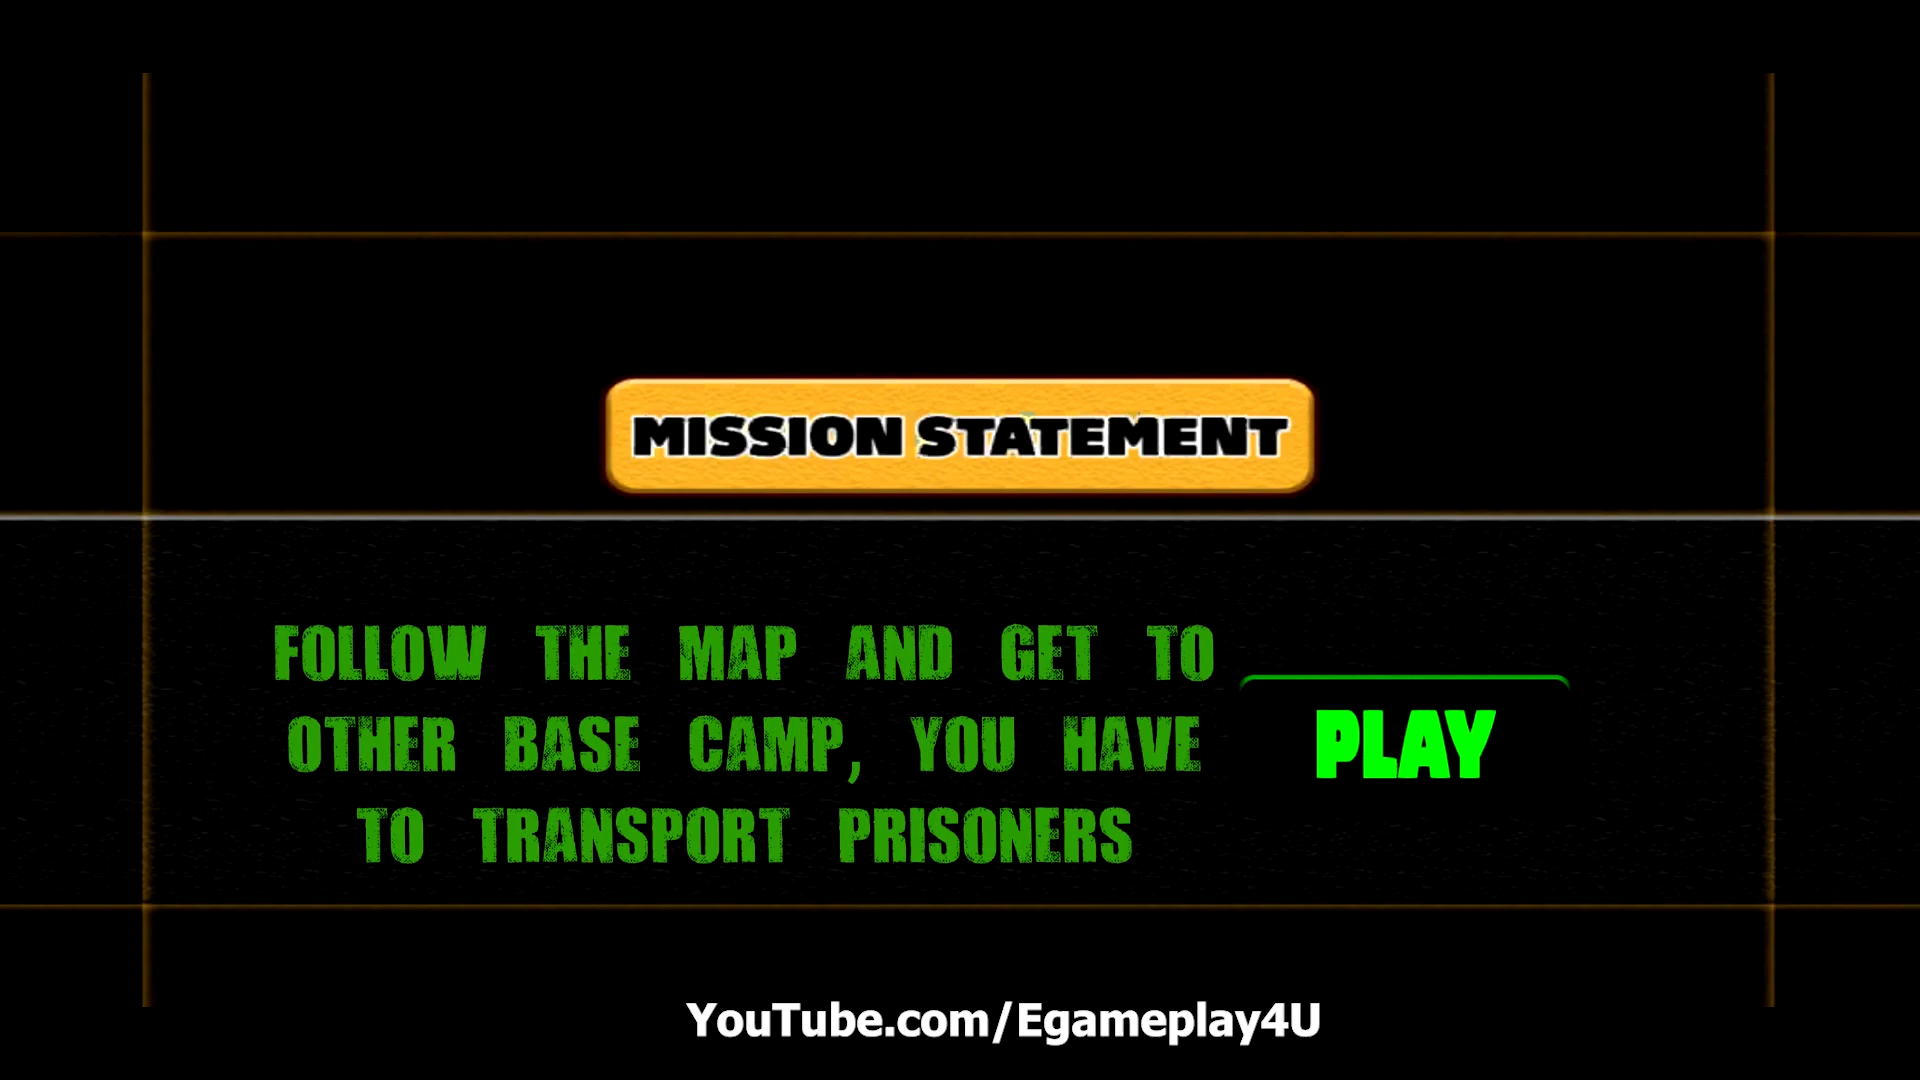 MISSION STATEMENT
FOLLOW THE MAP AND GET TO
OTHER BASE CAMP, YOU HAVE
TO TRANSPORT PRISONERS
PLAY
YouTube.com/Egameplay4U